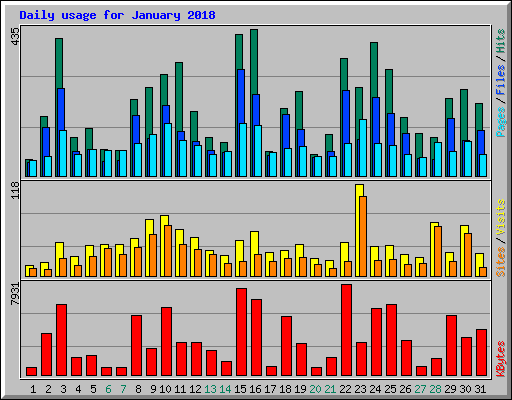 Daily usage for January 2018
435
Pages / Files / Hits
118
Sites / Visits
7931
KBytes
1 2 3 4 5 6 7 8 9 10 11 12 13 14 15 16 17 18 19 20 21 22 23 24 25 26 27 28 29 30 31